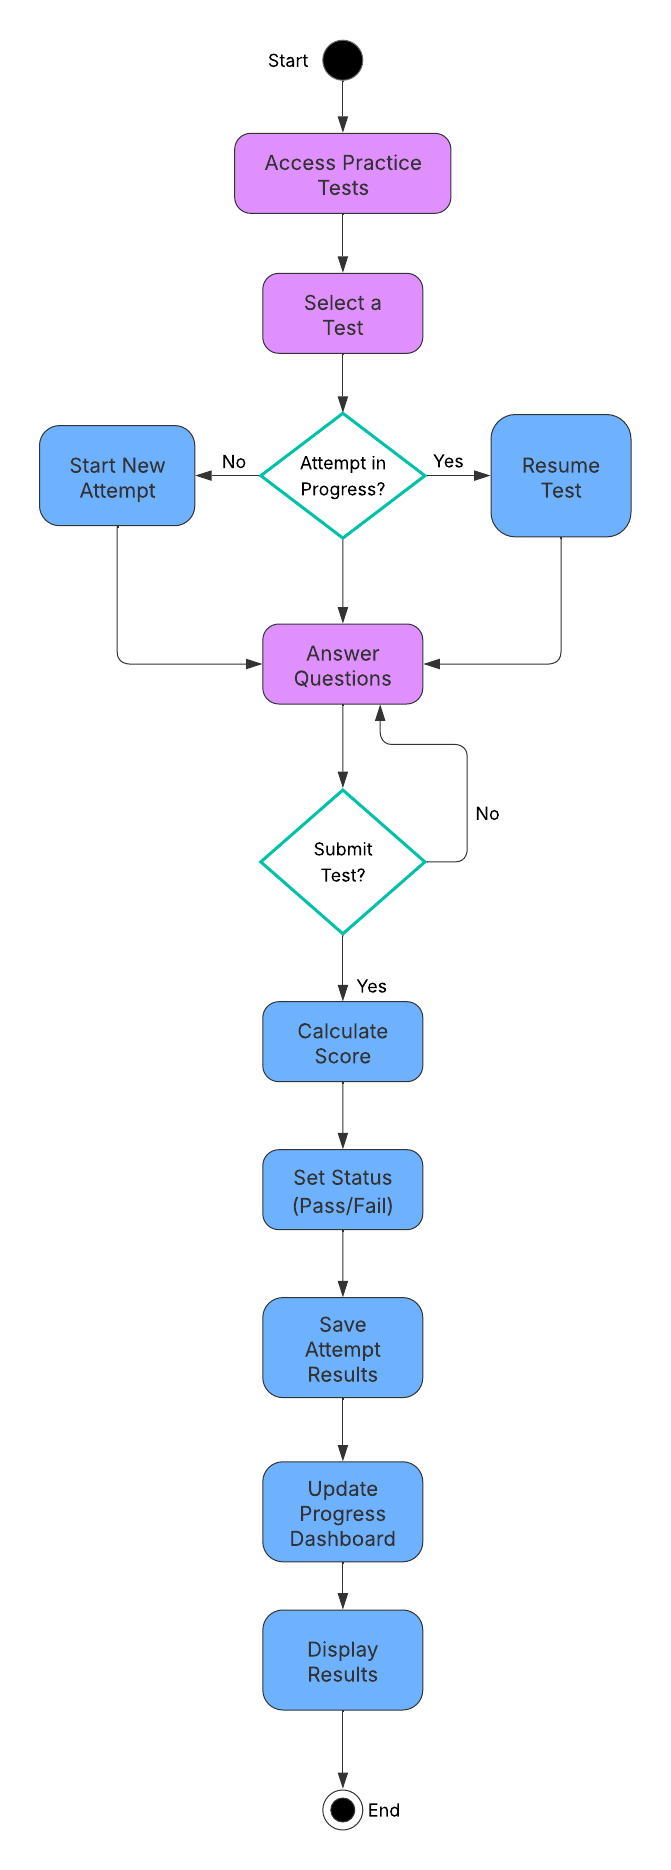 Start
Access Practice
Tests
Select a
Test
Start New
Attempt
No
Attempt in
Progress?
Yes
Resume
Test
Answer
Questions
Submit
Test?
No
Yes
Calculate
Score
Set Status
(Pass/Fail)
Save
Attempt
Results
Update
Progress
Dashboard
Display
Results
End